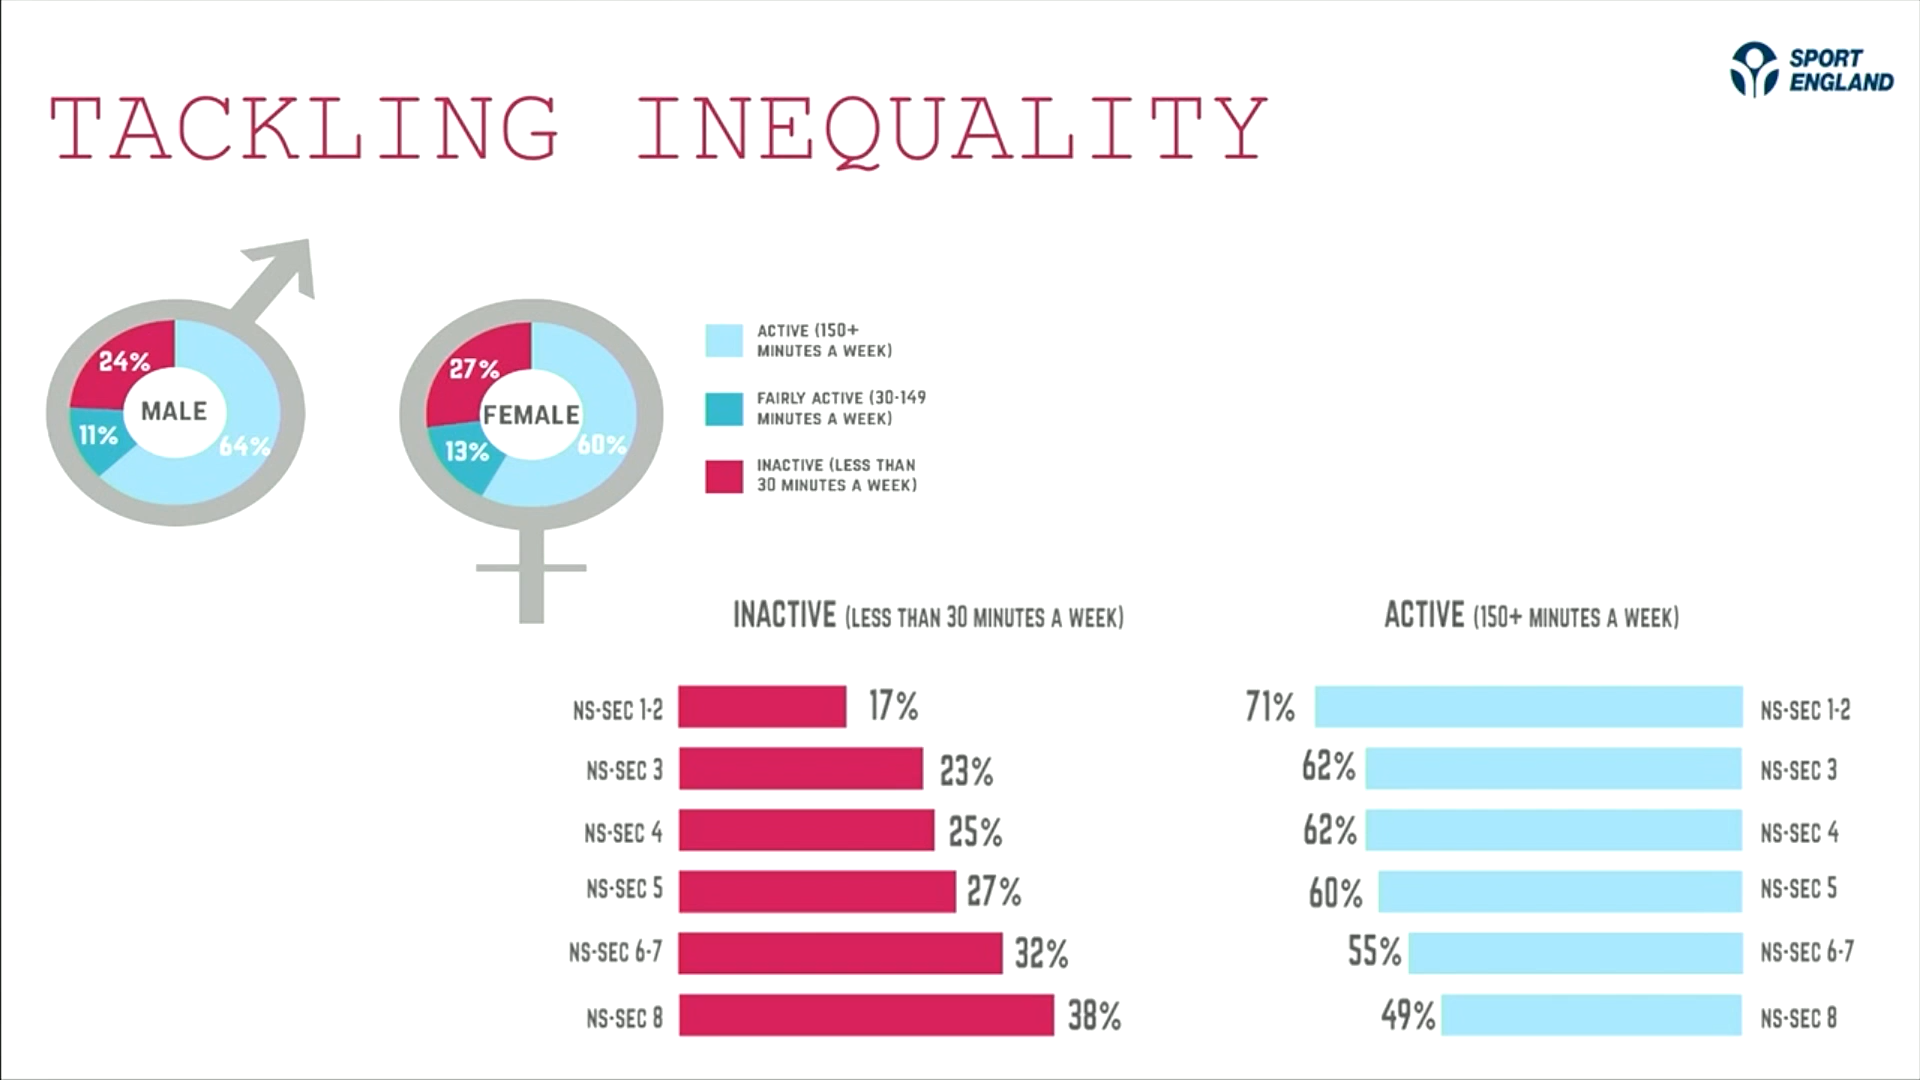 SPORT
ENGLAND
TACKLING INEQUALITY
24%
MALE
11%
64%
27%
FEMALE
13%
60%
ACTIVE (150+
MINUTES A WEEK)
FAIRLY ACTIVE (30-149
MINUTES A WEEK)
INACTIVE (LESS THAN
30 MINUTES A WEEK)
INACTIVE (LESS THAN 30 MINUTES A WEEK)
NS-SEC 1-2 17%
NS-SEC 3 23%
NS-SEC 4 25%
NS-SEC 5 27%
NS-SEC 6-7 32%
NS-SEC 8 38%
ACTIVE (150+ MINUTES A WEEK)
71% NS-SEC 1-2
62% NS-SEC 3
62% NS-SEC 4
60% NS-SEC 5
55% NS-SEC 6-7
49% NS-SEC 8